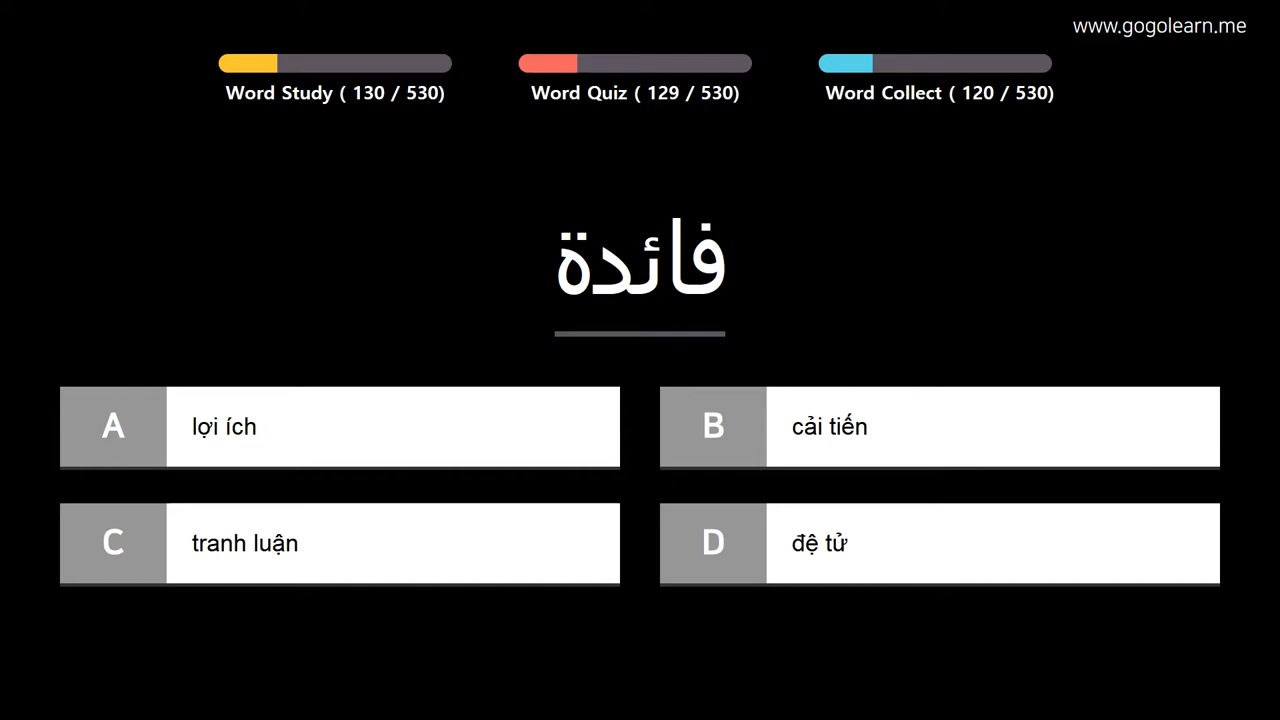 www.gogolearn.me
Word Study ( 130 / 530)
Word Quiz ( 129 / 530)
Word Collect ( 120 / 530)
فائدة
A
lợi ích
B
cải tiến
C
tranh luận
D
đệ tử